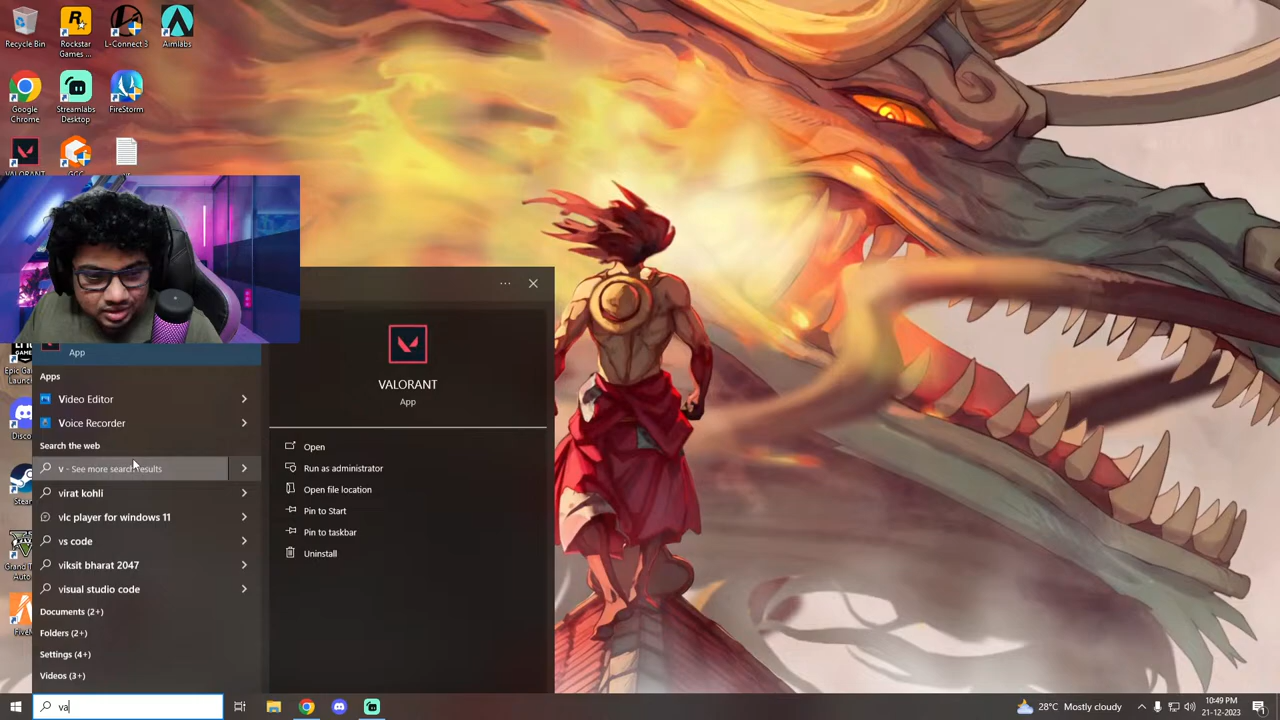 Recycle Bin
Rockstar Games ...
L-Connect 3
Aimlabs
Google Chrome
Streamlabs Desktop
FireStorm
VALORANT
GCC
App
Apps
Video Editor
Voice Recorder
Search the web
v - See more search results
virat kohli
vlc player for windows 11
vs code
viksit bharat 2047
visual studio code
Documents (2+)
Folders (2+)
Settings (4+)
Videos (3+)
...
VALORANT
App
Open
Run as administrator
Open file location
Pin to Start
Pin to taskbar
Uninstall
va
28°C Mostly cloudy
10:49 PM
21-12-2023
1